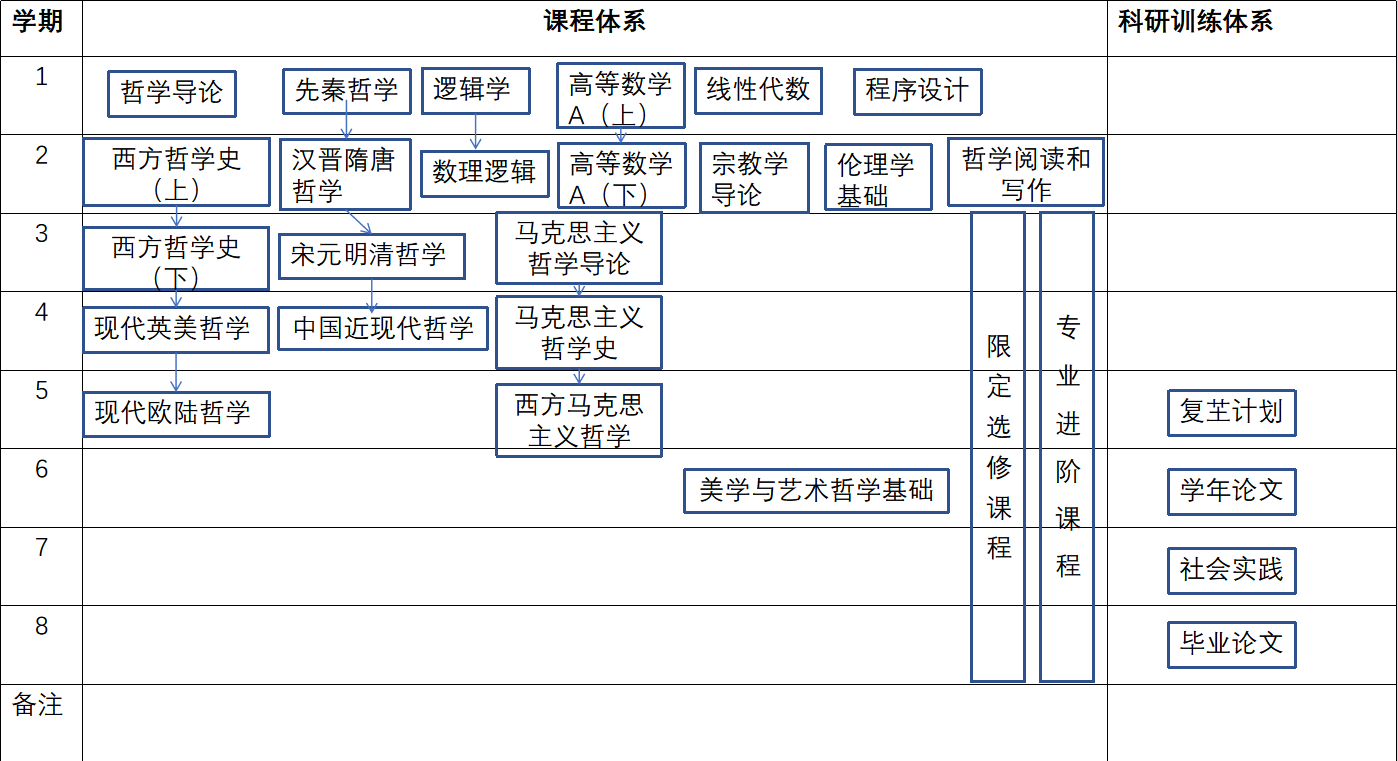 学期
课程体系
科研训练体系
1
哲学导论
先秦哲学
逻辑学
高等数学
A（上）
线性代数
程序设计
2
西方哲学史
（上）
汉晋隋唐
哲学
数理逻辑
高等数学
A（下）
宗教学
导论
伦理学
基础
哲学阅读和
写作
3
西方哲学史
（下）
宋元明清哲学
马克思主义
哲学导论
4
现代英美哲学
中国近现代哲学
马克思主义
哲学史
限定选修课程
专业进阶课程
5
现代欧陆哲学
西方马克思
主义哲学
复芏计划
6
美学与艺术哲学基础
学年论文
7
社会实践
8
毕业论文
备注